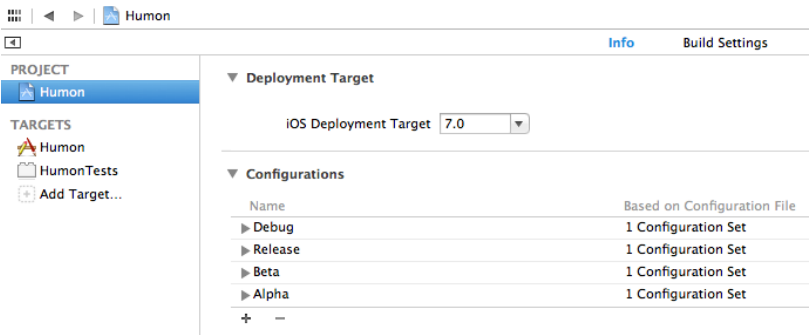 Humon
Info Build Settings
PROJECT
Humon
TARGETS
Humon
HumonTests
Add Target...
Deployment Target
iOS Deployment Target 7.0
Configurations
Name Based on Configuration File
Debug 1 Configuration Set
Release 1 Configuration Set
Beta 1 Configuration Set
Alpha 1 Configuration Set